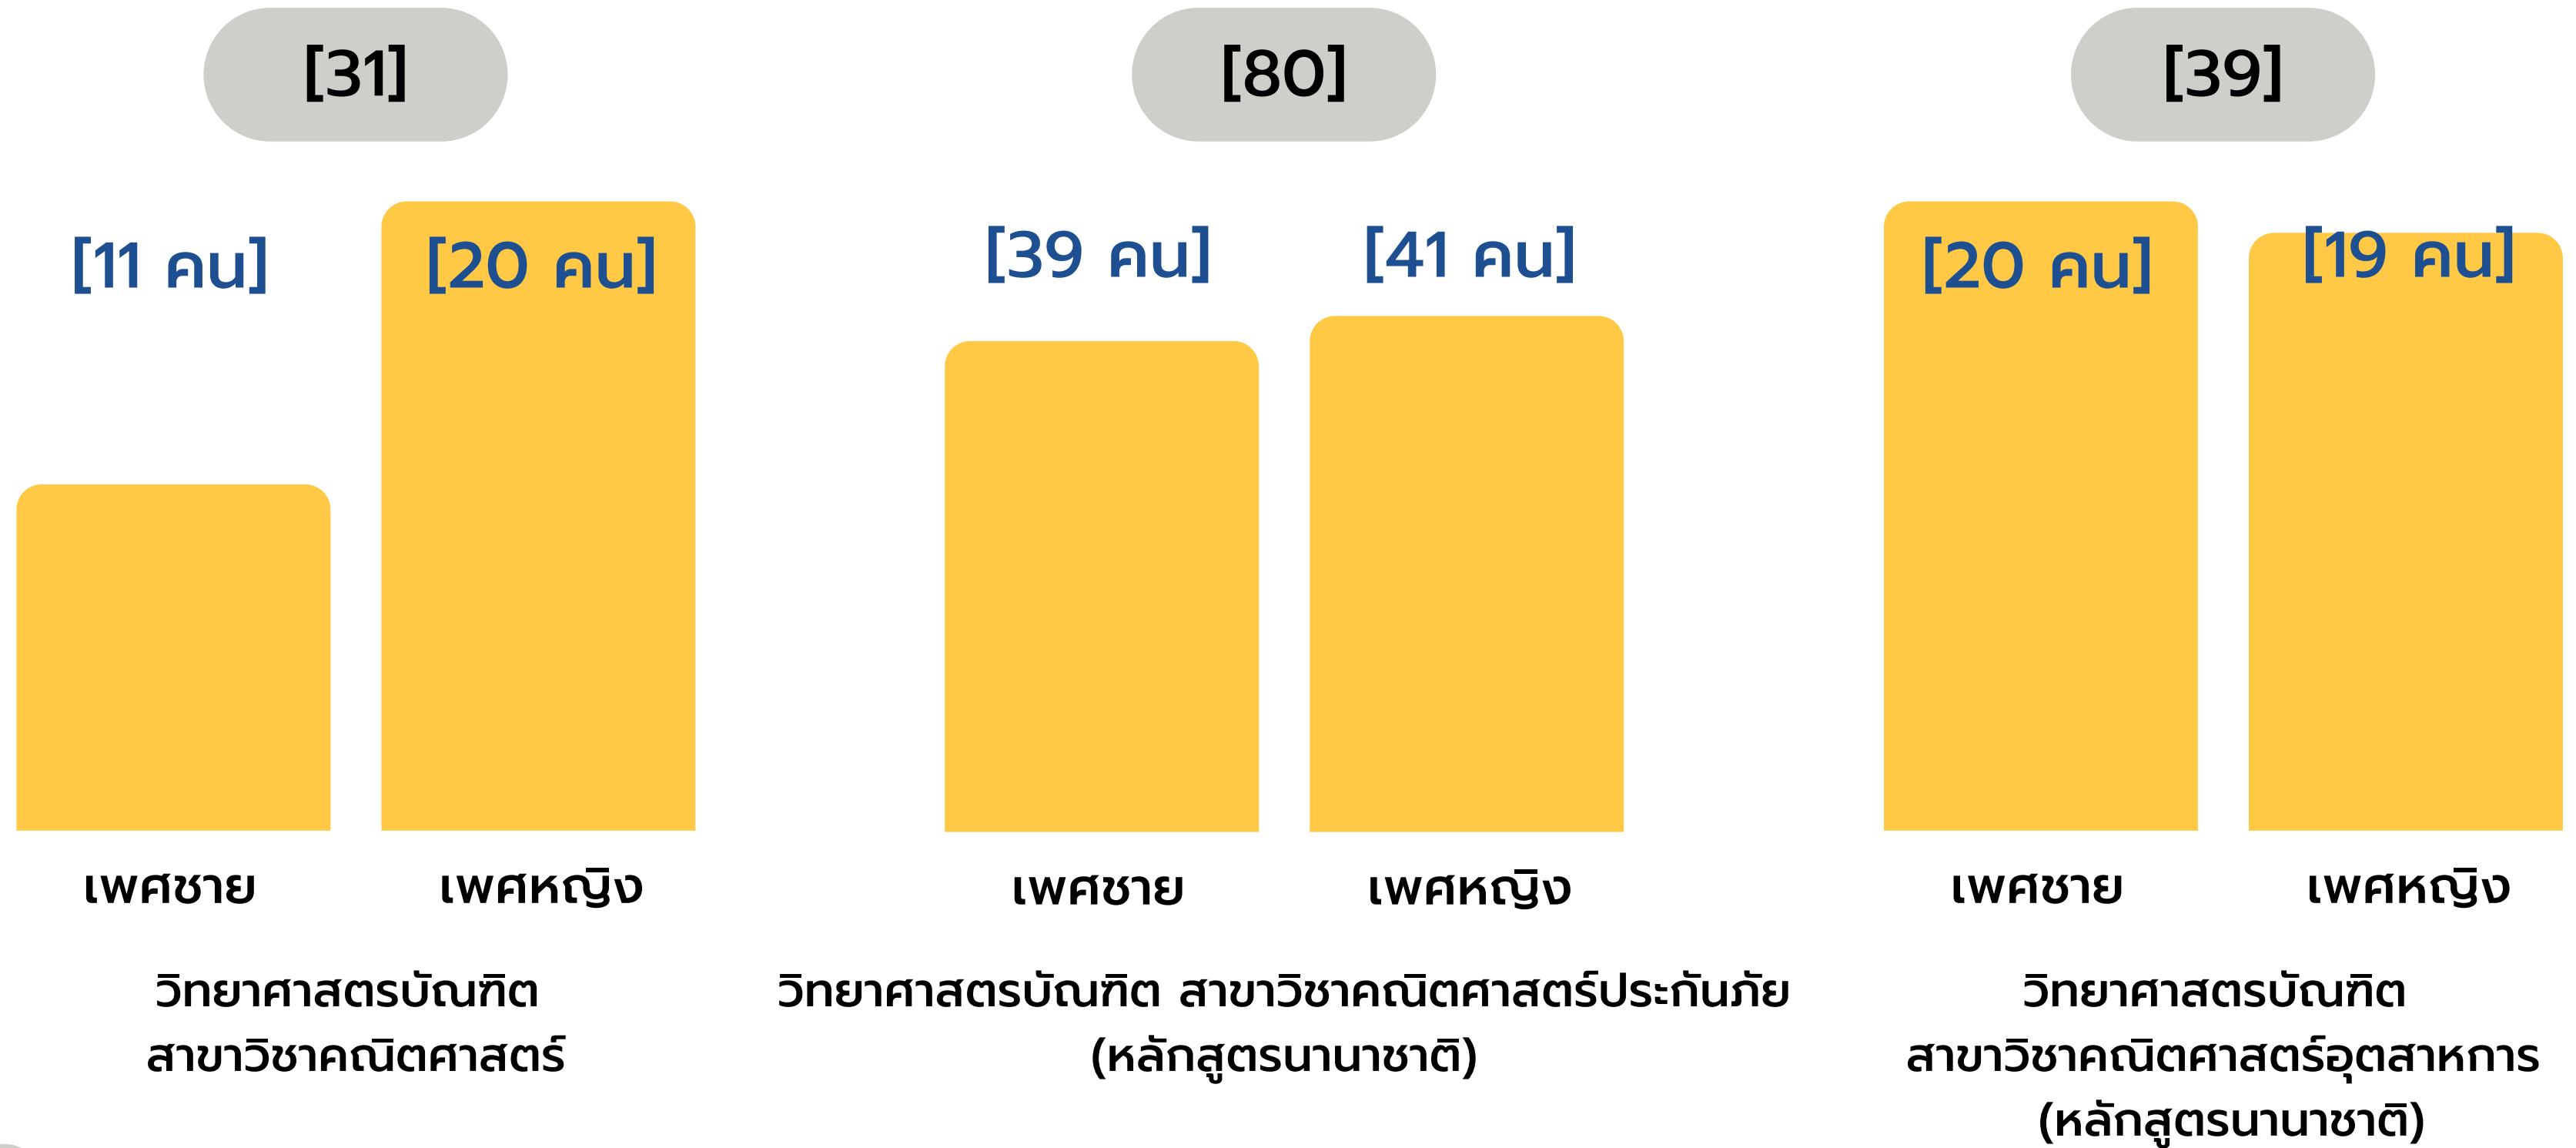 [31]
[11 คน]
[20 คน]
เพศชาย
เพศหญิง
วิทยาศาสตรบัณฑิต
สาขาวิชาคณิตศาสตร์
[80]
[39 คน]
[41 คน]
เพศชาย
เพศหญิง
วิทยาศาสตรบัณฑิต สาขาวิชาคณิตศาสตร์ประกันภัย
(หลักสูตรนานาชาติ)
[39]
[20 คน]
[19 คน]
เพศชาย
เพศหญิง
วิทยาศาสตรบัณฑิต
สาขาวิชาคณิตศาสตร์อุตสาหการ
(หลักสูตรนานาชาติ)